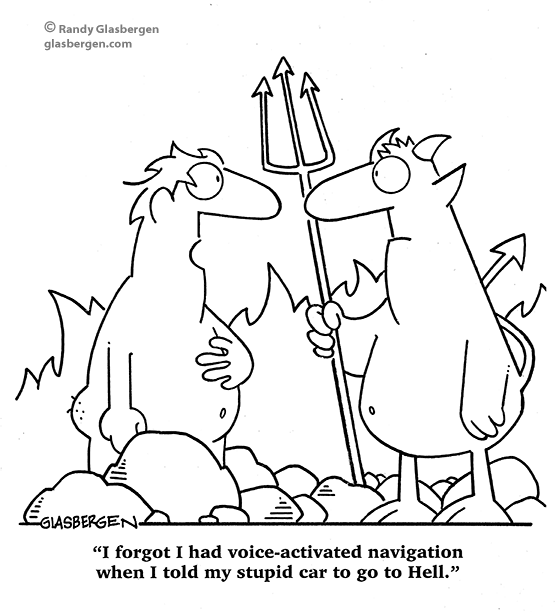 © Randy Glasbergen
glasbergen.com
GLASBERGEN
“I forgot I had voice-activated navigation
when I told my stupid car to go to Hell.”